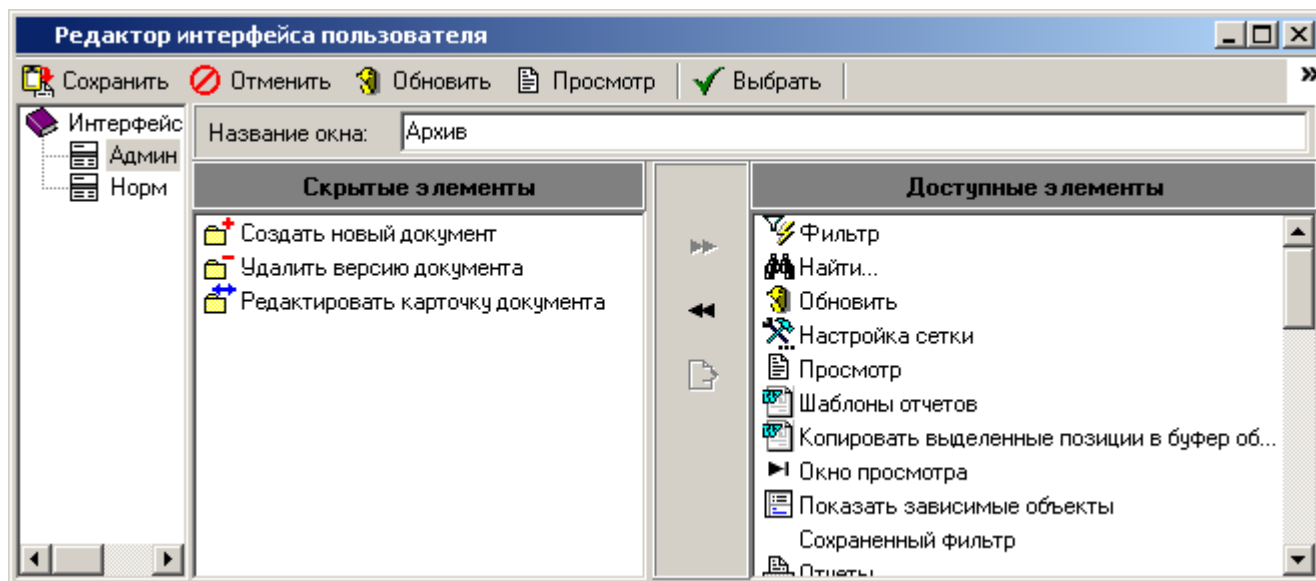 Редактор интерфейса пользователя
Сохранить Отменить Обновить Просмотр Выбрать »
Интерфейс
Админ
Норм
Название окна: Архив
Скрытые элементы
Создать новый документ
Удалить версию документа
Редактировать карточку документа
Доступные элементы
Фильтр
Найти...
Обновить
Настройка сетки
Просмотр
Шаблоны отчетов
Копировать выделенные позиции в буфер об...
Окно просмотра
Показать зависимые объекты
Сохраненный фильтр
Отчеты